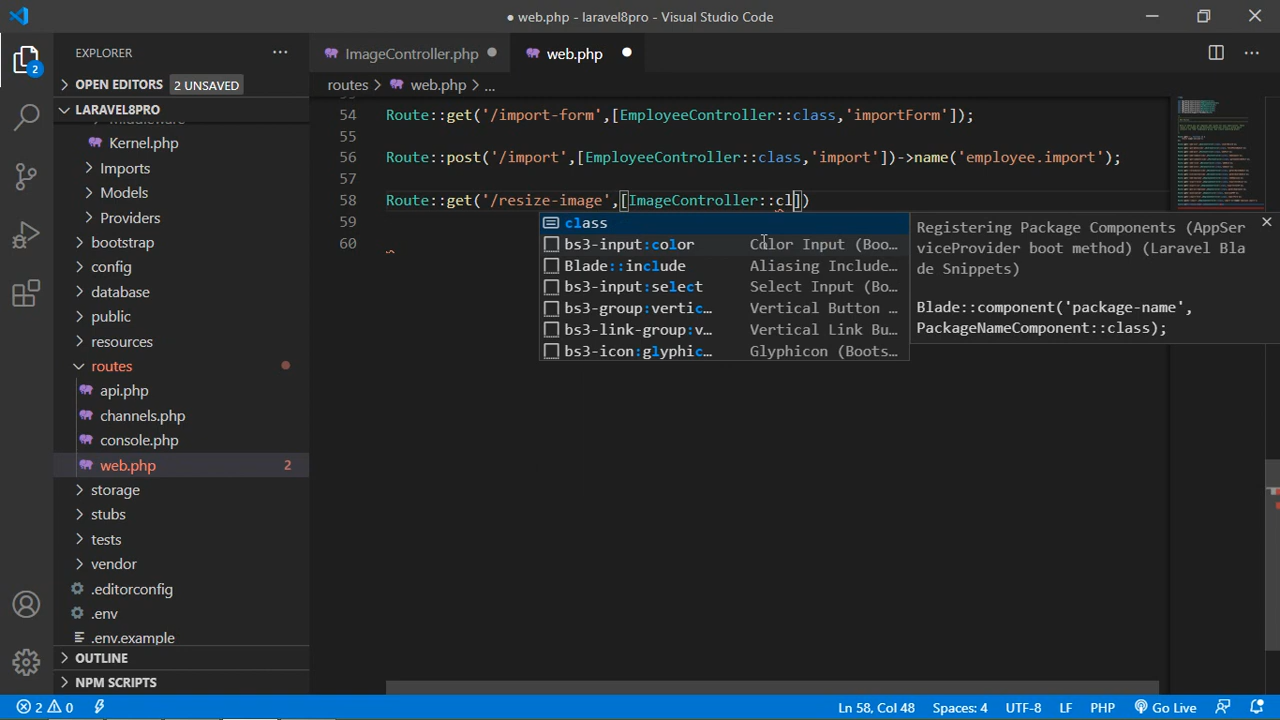 ● web.php - laravel8pro - Visual Studio Code
EXPLORER
OPEN EDITORS 2 UNSAVED
LARAVEL8PRO
Middleware
Kernel.php
Imports
Models
Providers
bootstrap
config
database
public
resources
routes
api.php
channels.php
console.php
web.php 2
storage
stubs
tests
vendor
.editorconfig
.env
.env.example
OUTLINE
NPM SCRIPTS
2
ImageController.php
web.php
routes > web.php > ...
54 Route::get('/import-form',[EmployeeController::class,'importForm']);
55
56 Route::post('/import',[EmployeeController::class,'import'])->name('employee.import');
57
58 Route::get('/resize-image',[ImageController::cl])
59
60
class
bs3-input:color Color Input (Boo...
Blade::include Aliasing Include...
bs3-input:select Select Input (Bo...
bs3-group:vertic... Vertical Button ...
bs3-link-group:v... Vertical Link Bu...
bs3-icon:glyphic... Glyphicon (Boots...
Registering Package Components (AppSer
viceProvider boot method) (Laravel Bla
de Snippets)
Blade::component('package-name',
PackageNameComponent::class);
2 0
Ln 58, Col 48
Spaces: 4
UTF-8
LF
PHP
Go Live